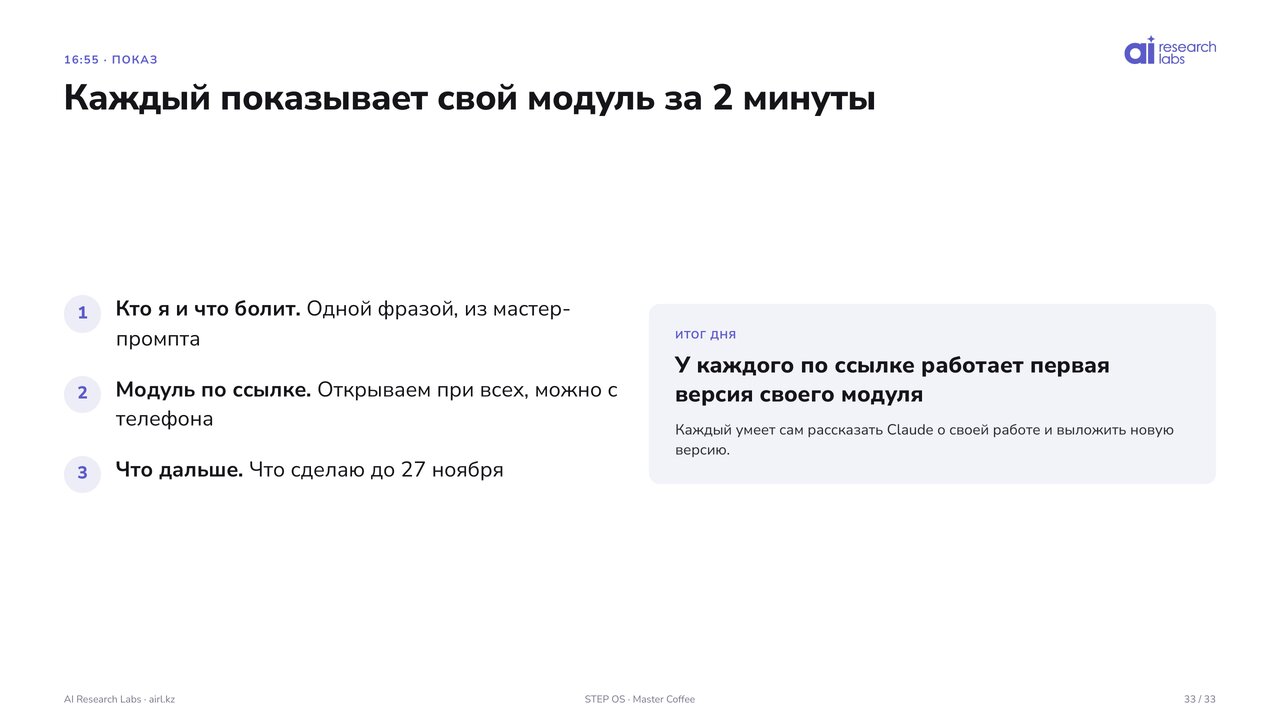 16:55 · ПОКАЗ
ai research labs
Каждый показывает свой модуль за 2 минуты
1
Кто я и что болит. Одной фразой, из мастер-
промпта
2
Модуль по ссылке. Открываем при всех, можно с
телефона
3
Что дальше. Что сделаю до 27 ноября
ИТОГ ДНЯ
У каждого по ссылке работает первая
версия своего модуля
Каждый умеет сам рассказать Claude о своей работе и выложить новую
версию.
AI Research Labs · airl.kz
STEP OS · Master Coffee
33 / 33